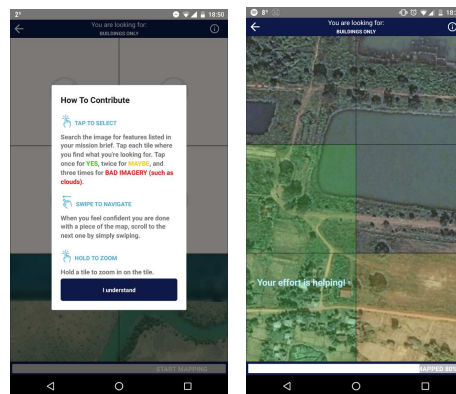 2°
18:50
You are looking for:
BUILDINGS ONLY
How To Contribute
TAP TO SELECT
Search the image for features listed in
your mission brief. Tap each tile where
you find what you're looking for. Tap
once for YES, twice for MAYBE, and
three times for BAD IMAGERY (such as
clouds).
SWIPE TO NAVIGATE
When you feel confident you are done
with a piece of the map, scroll to the
next one by simply swiping.
HOLD TO ZOOM
Hold a tile to zoom in on the tile.
I understand
START MAPPING
8°
You are looking for:
BUILDINGS ONLY
Your effort is helping!
MAPPED 80%